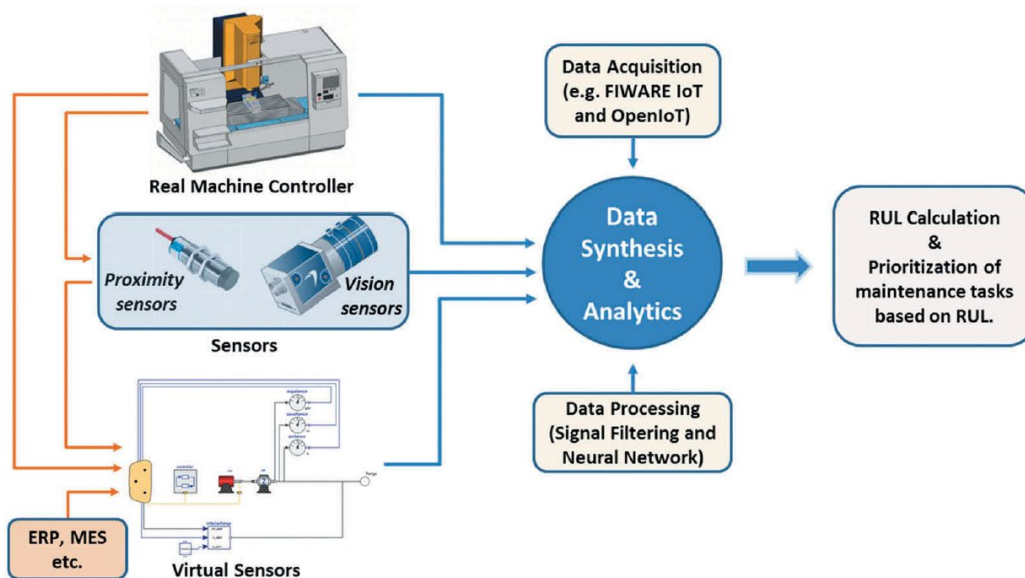 Real Machine Controller
Proximity
sensors
Vision
sensors
Sensors
controller
Virtual Sensors
ERP, MES
etc.
Data Acquisition
(e.g. FIWARE IoT
and OpenIoT)
Data
Synthesis
&
Analytics
Data Processing
(Signal Filtering and
Neural Network)
RUL Calculation
&
Prioritization of
maintenance tasks
based on RUL.